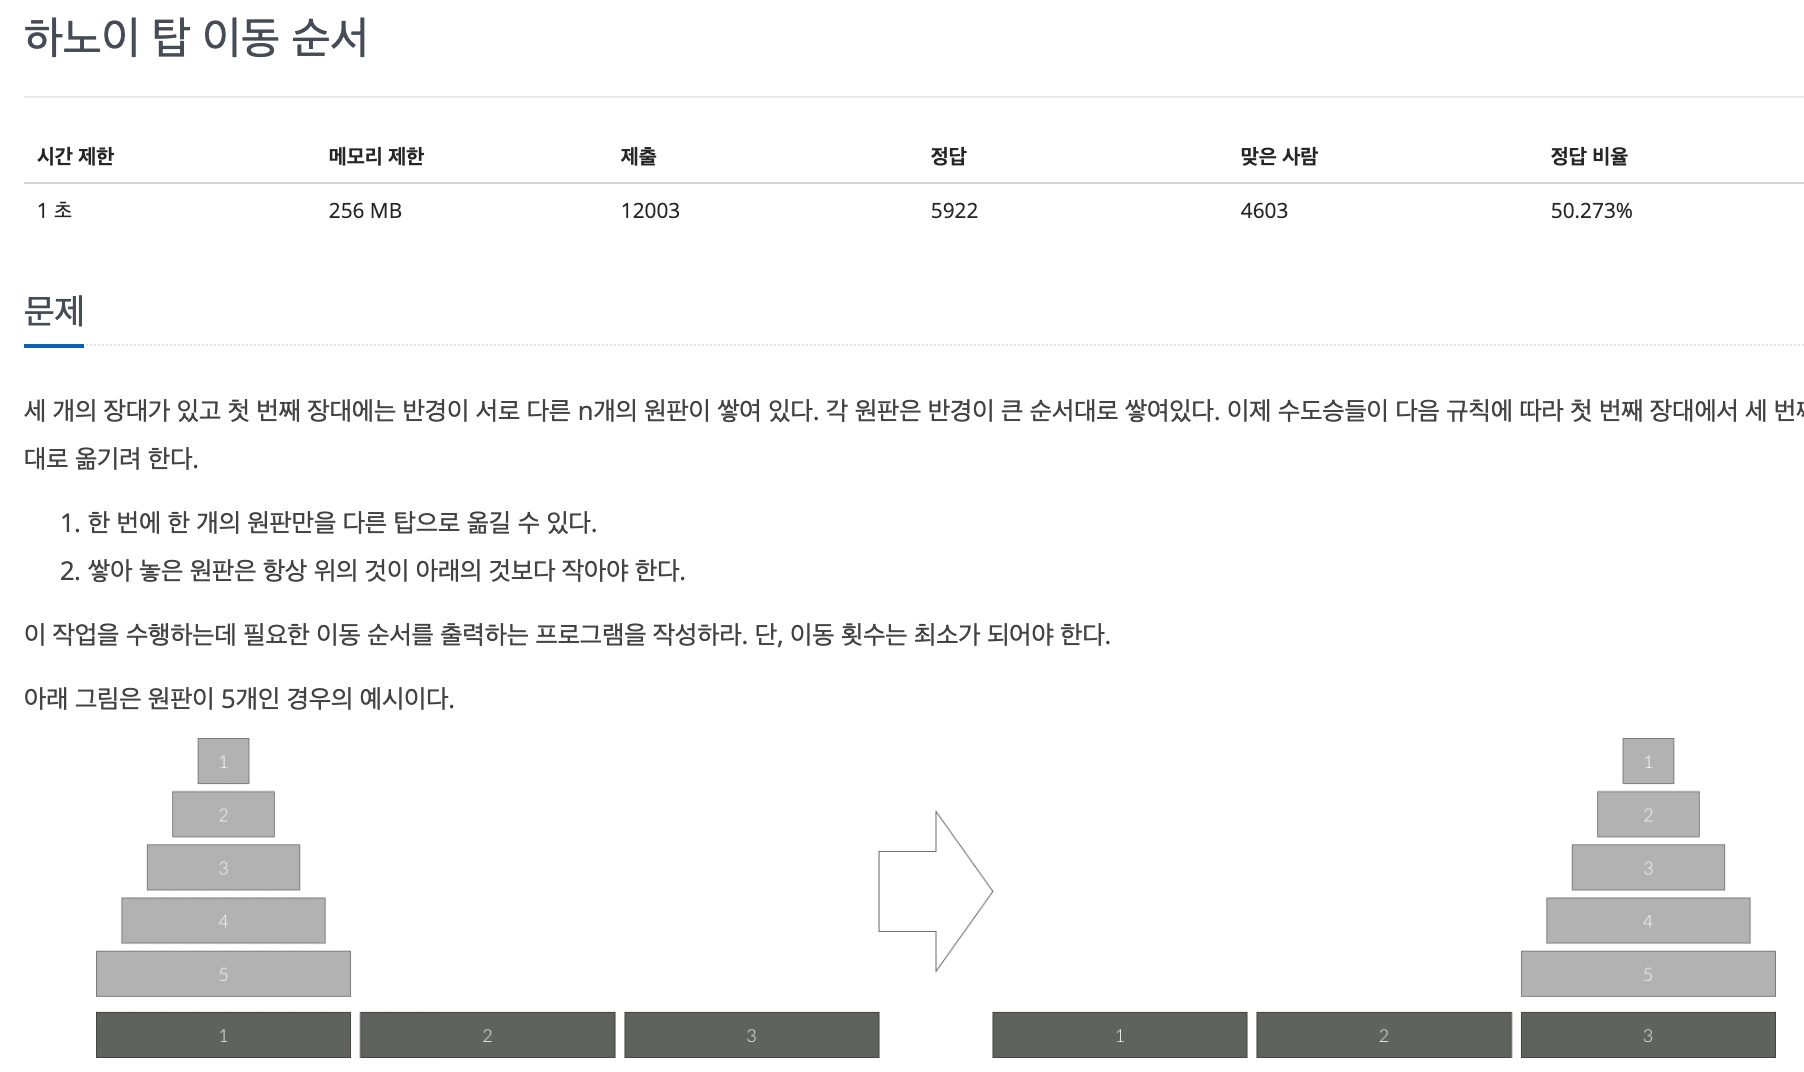 하노이 탑 이동 순서
시간 제한 메모리 제한 제출 정답 맞은 사람 정답 비율
1 초 256 MB 12003 5922 4603 50.273%
문제
세 개의 장대가 있고 첫 번째 장대에는 반경이 서로 다른 n개의 원판이 쌓여 있다. 각 원판은 반경이 큰 순서대로 쌓여있다. 이제 수도승들이 다음 규칙에 따라 첫 번째 장대에서 세 번째
대로 옮기려 한다.
1. 한 번에 한 개의 원판만을 다른 탑으로 옮길 수 있다.
2. 쌓아 놓은 원판은 항상 위의 것이 아래의 것보다 작아야 한다.
이 작업을 수행하는데 필요한 이동 순서를 출력하는 프로그램을 작성하라. 단, 이동 횟수는 최소가 되어야 한다.
아래 그림은 원판이 5개인 경우의 예시이다.
1 1
2 2
3 3
4 4
5 5
1 2 3 1 2 3